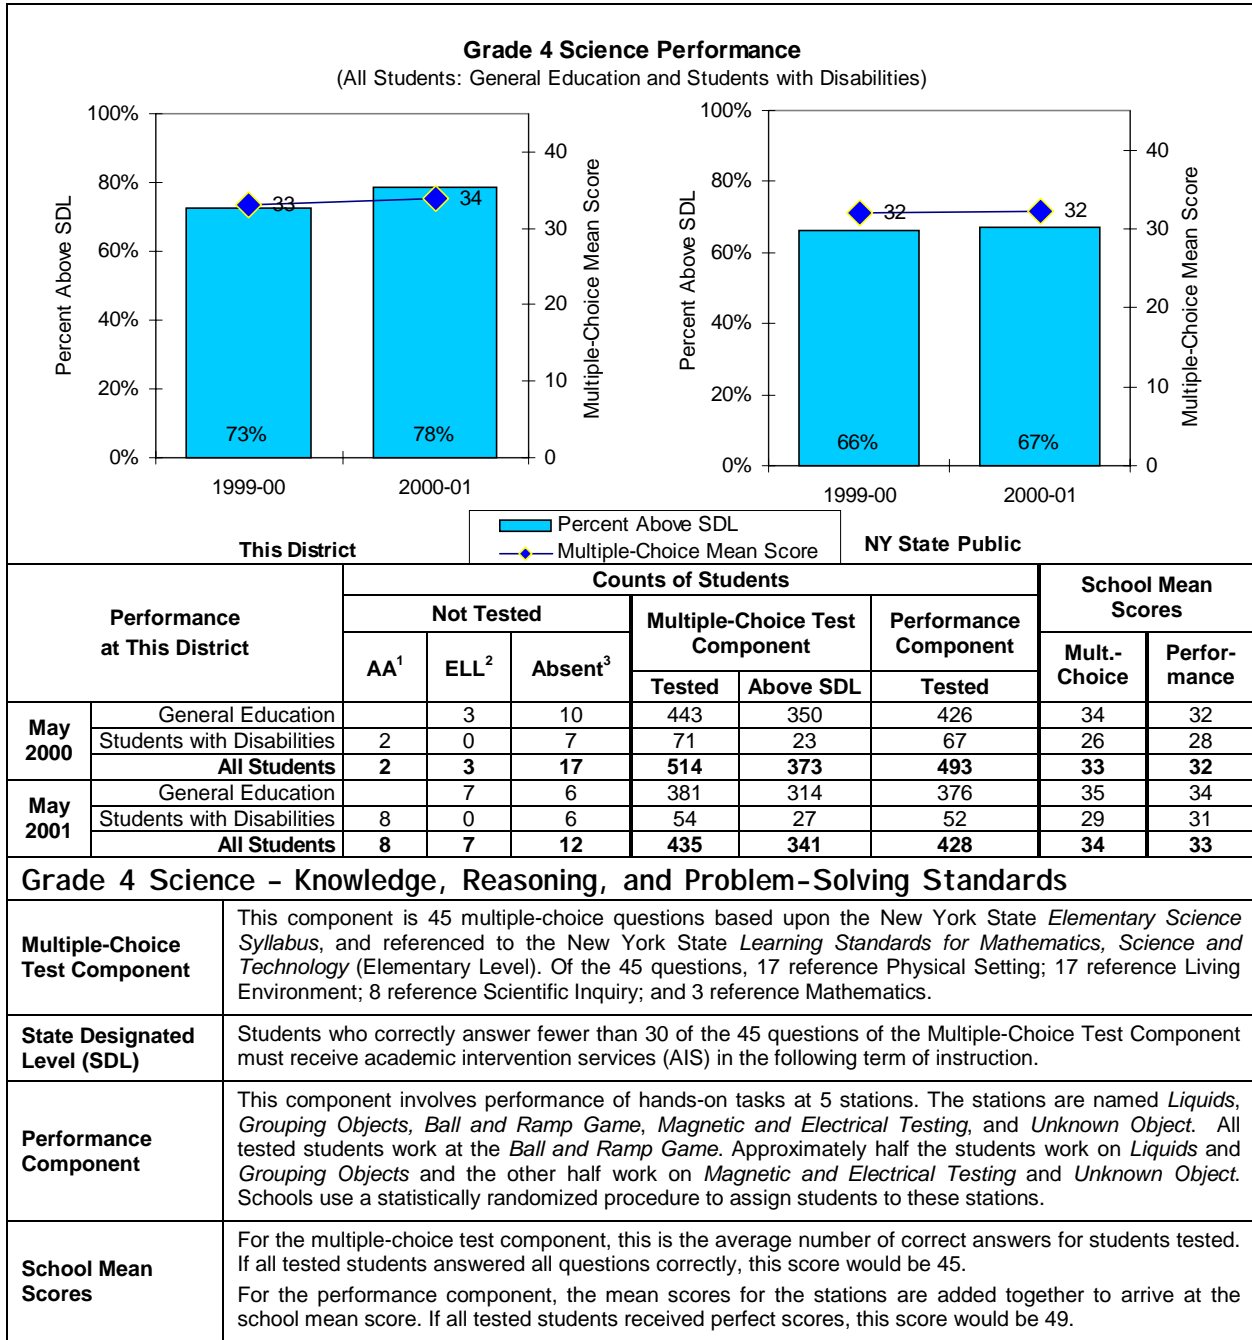 Grade 4 Science Performance
(All Students: General Education and Students with Disabilities)
100%
80%
60%
40%
20%
0%
Percent Above SDL
33
34
73%
78%
1999-00
2000-01
40
30
20
10
0
Multiple-Choice Mean Score
This District
100%
80%
60%
40%
20%
0%
Percent Above SDL
32
32
66%
67%
1999-00
2000-01
40
30
20
10
0
Multiple-Choice Mean Score
NY State Public
Percent Above SDL
Multiple-Choice Mean Score
Performance
at This District
Counts of Students
School Mean
Scores
Not Tested
Multiple-Choice Test
Component
Performance
Component
AA1 ELL2 Absent3
Tested Above SDL Tested
Mult.-
Choice
Perfor-
mance
May
2000
General Education 3 10 443 350 426 34 32
Students with Disabilities 2 0 7 71 23 67 26 28
All Students 2 3 17 514 373 493 33 32
May
2001
General Education 7 6 381 314 376 35 34
Students with Disabilities 8 0 6 54 27 52 29 31
All Students 8 7 12 435 341 428 34 33
Grade 4 Science – Knowledge, Reasoning, and Problem-Solving Standards
Multiple-Choice
Test Component
This component is 45 multiple-choice questions based upon the New York State Elementary Science
Syllabus, and referenced to the New York State Learning Standards for Mathematics, Science and
Technology (Elementary Level). Of the 45 questions, 17 reference Physical Setting; 17 reference Living
Environment; 8 reference Scientific Inquiry; and 3 reference Mathematics.
State Designated
Level (SDL)
Students who correctly answer fewer than 30 of the 45 questions of the Multiple-Choice Test Component
must receive academic intervention services (AIS) in the following term of instruction.
Performance
Component
This component involves performance of hands-on tasks at 5 stations. The stations are named Liquids,
Grouping Objects, Ball and Ramp Game, Magnetic and Electrical Testing, and Unknown Object. All
tested students work at the Ball and Ramp Game. Approximately half the students work on Liquids and
Grouping Objects and the other half work on Magnetic and Electrical Testing and Unknown Object.
Schools use a statistically randomized procedure to assign students to these stations.
School Mean
Scores
For the multiple-choice test component, this is the average number of correct answers for students tested.
If all tested students answered all questions correctly, this score would be 45.
For the performance component, the mean scores for the stations are added together to arrive at the
school mean score. If all tested students received perfect scores, this score would be 49.